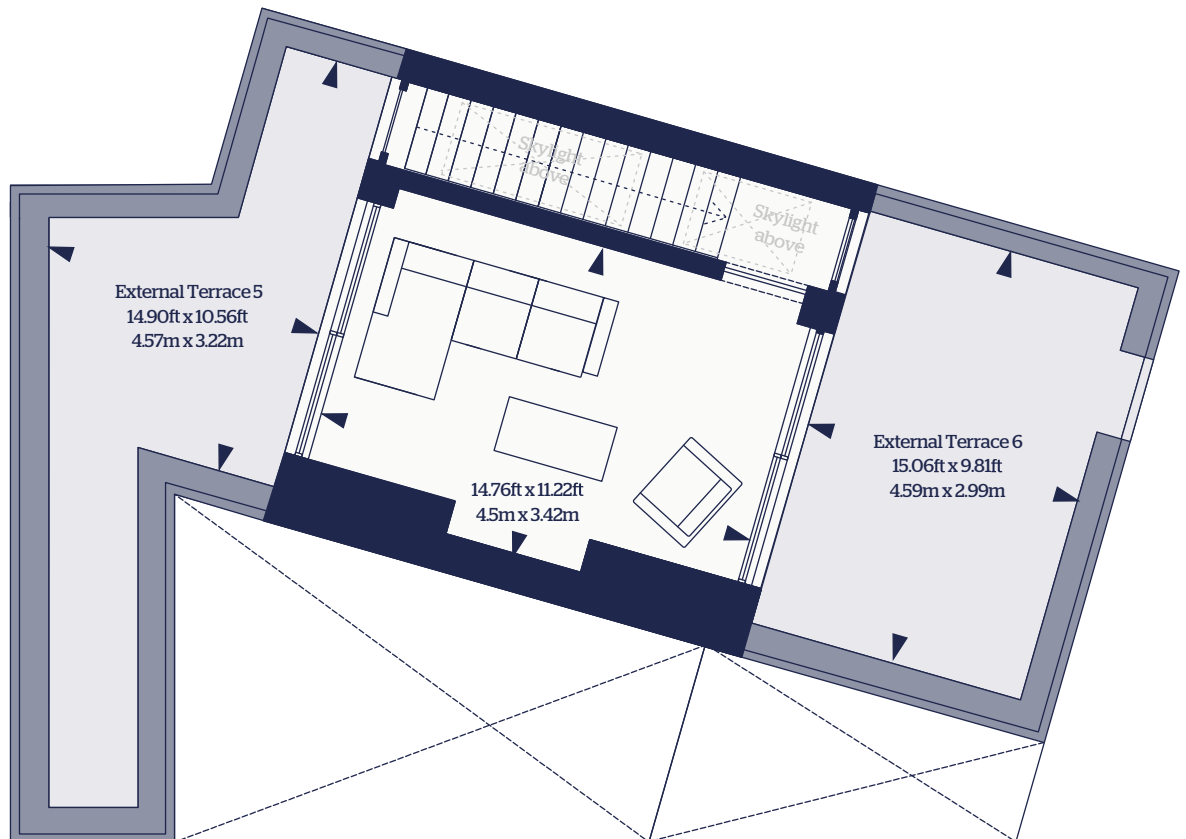 Skylight
above
Skylight
above
External Terrace 5
14.90ft x 10.56ft
4.57m x 3.22m
External Terrace 6
15.06ft x 9.81ft
4.59m x 2.99m
14.76ft x 11.22ft
4.5m x 3.42m